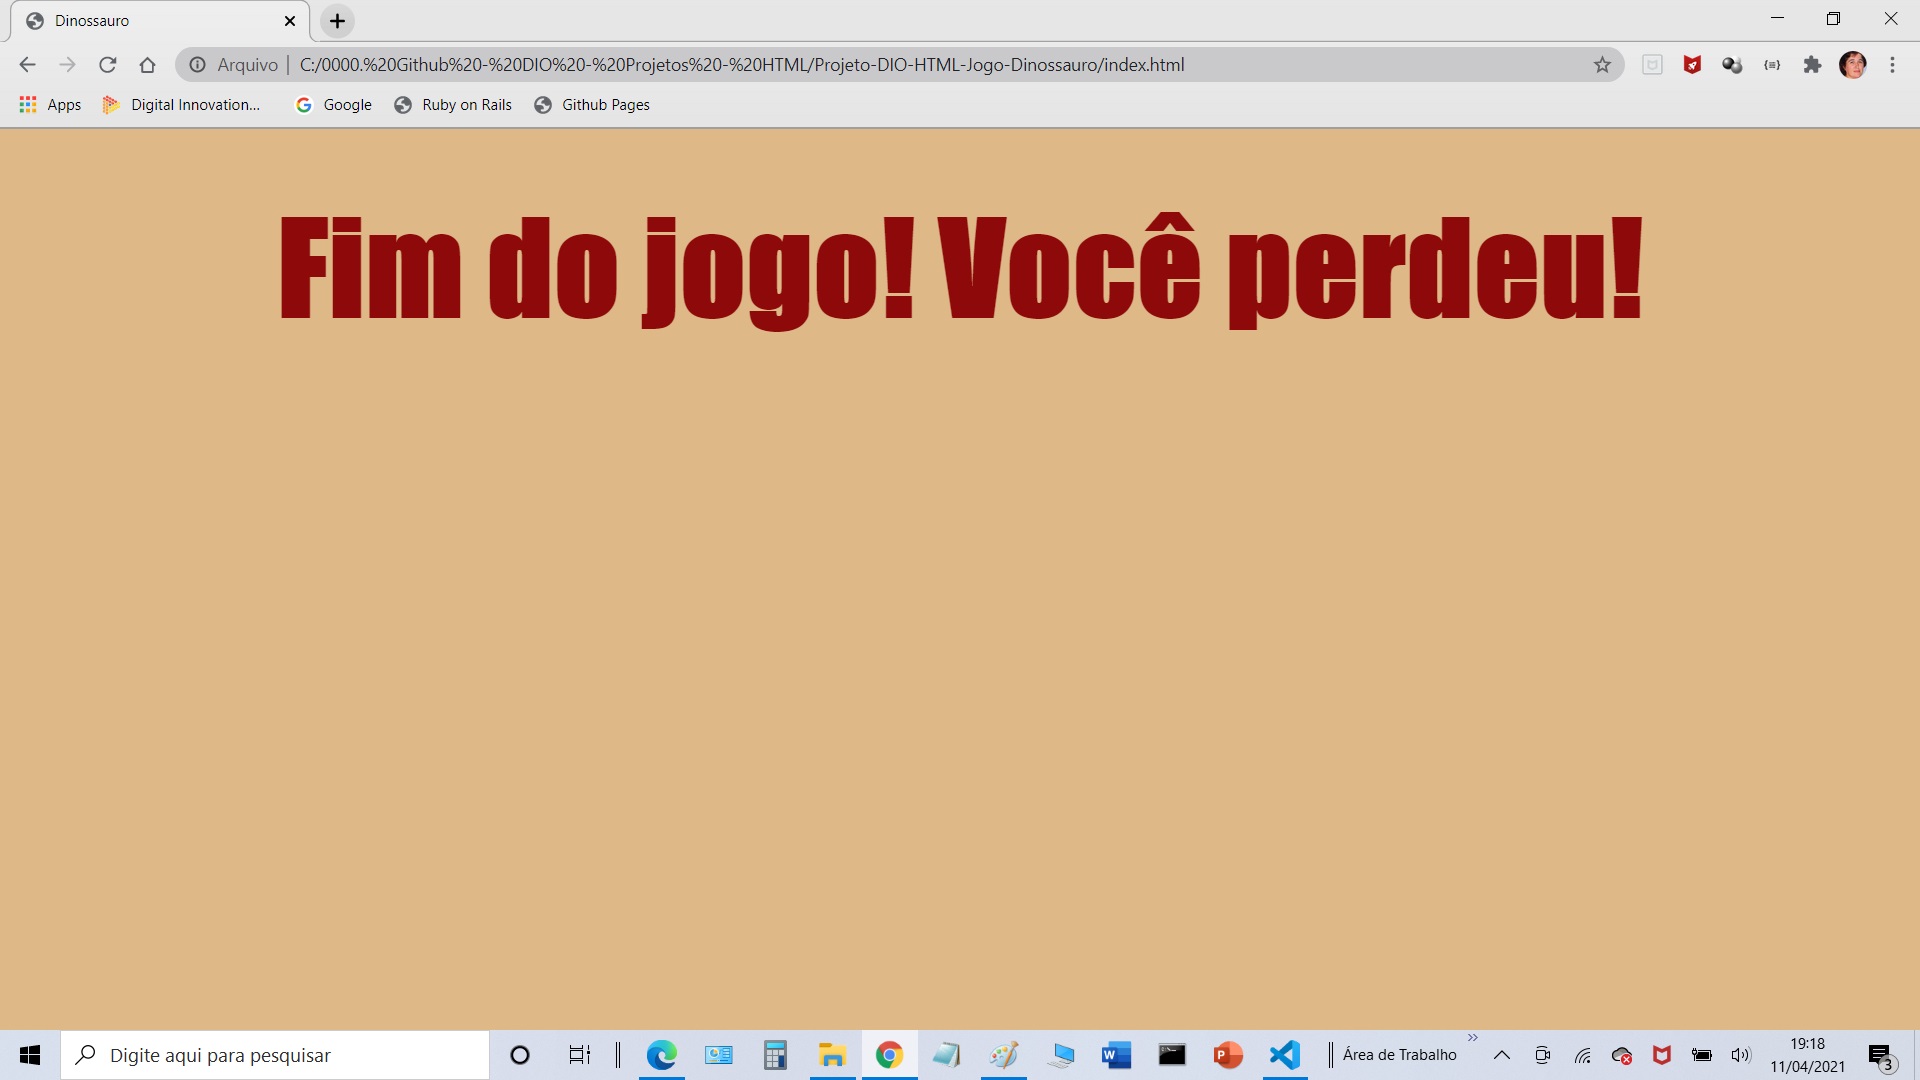 Dinossauro
Arquivo | C:/0000.%20Github%20-%20DIO%20-%20Projetos%20-%20HTML/Projeto-DIO-HTML-Jogo-Dinossauro/index.html
Apps Digital Innovation... Google Ruby on Rails Github Pages
Fim do jogo! Você perdeu!
Digite aqui para pesquisar
Área de Trabalho
19:18
11/04/2021
3